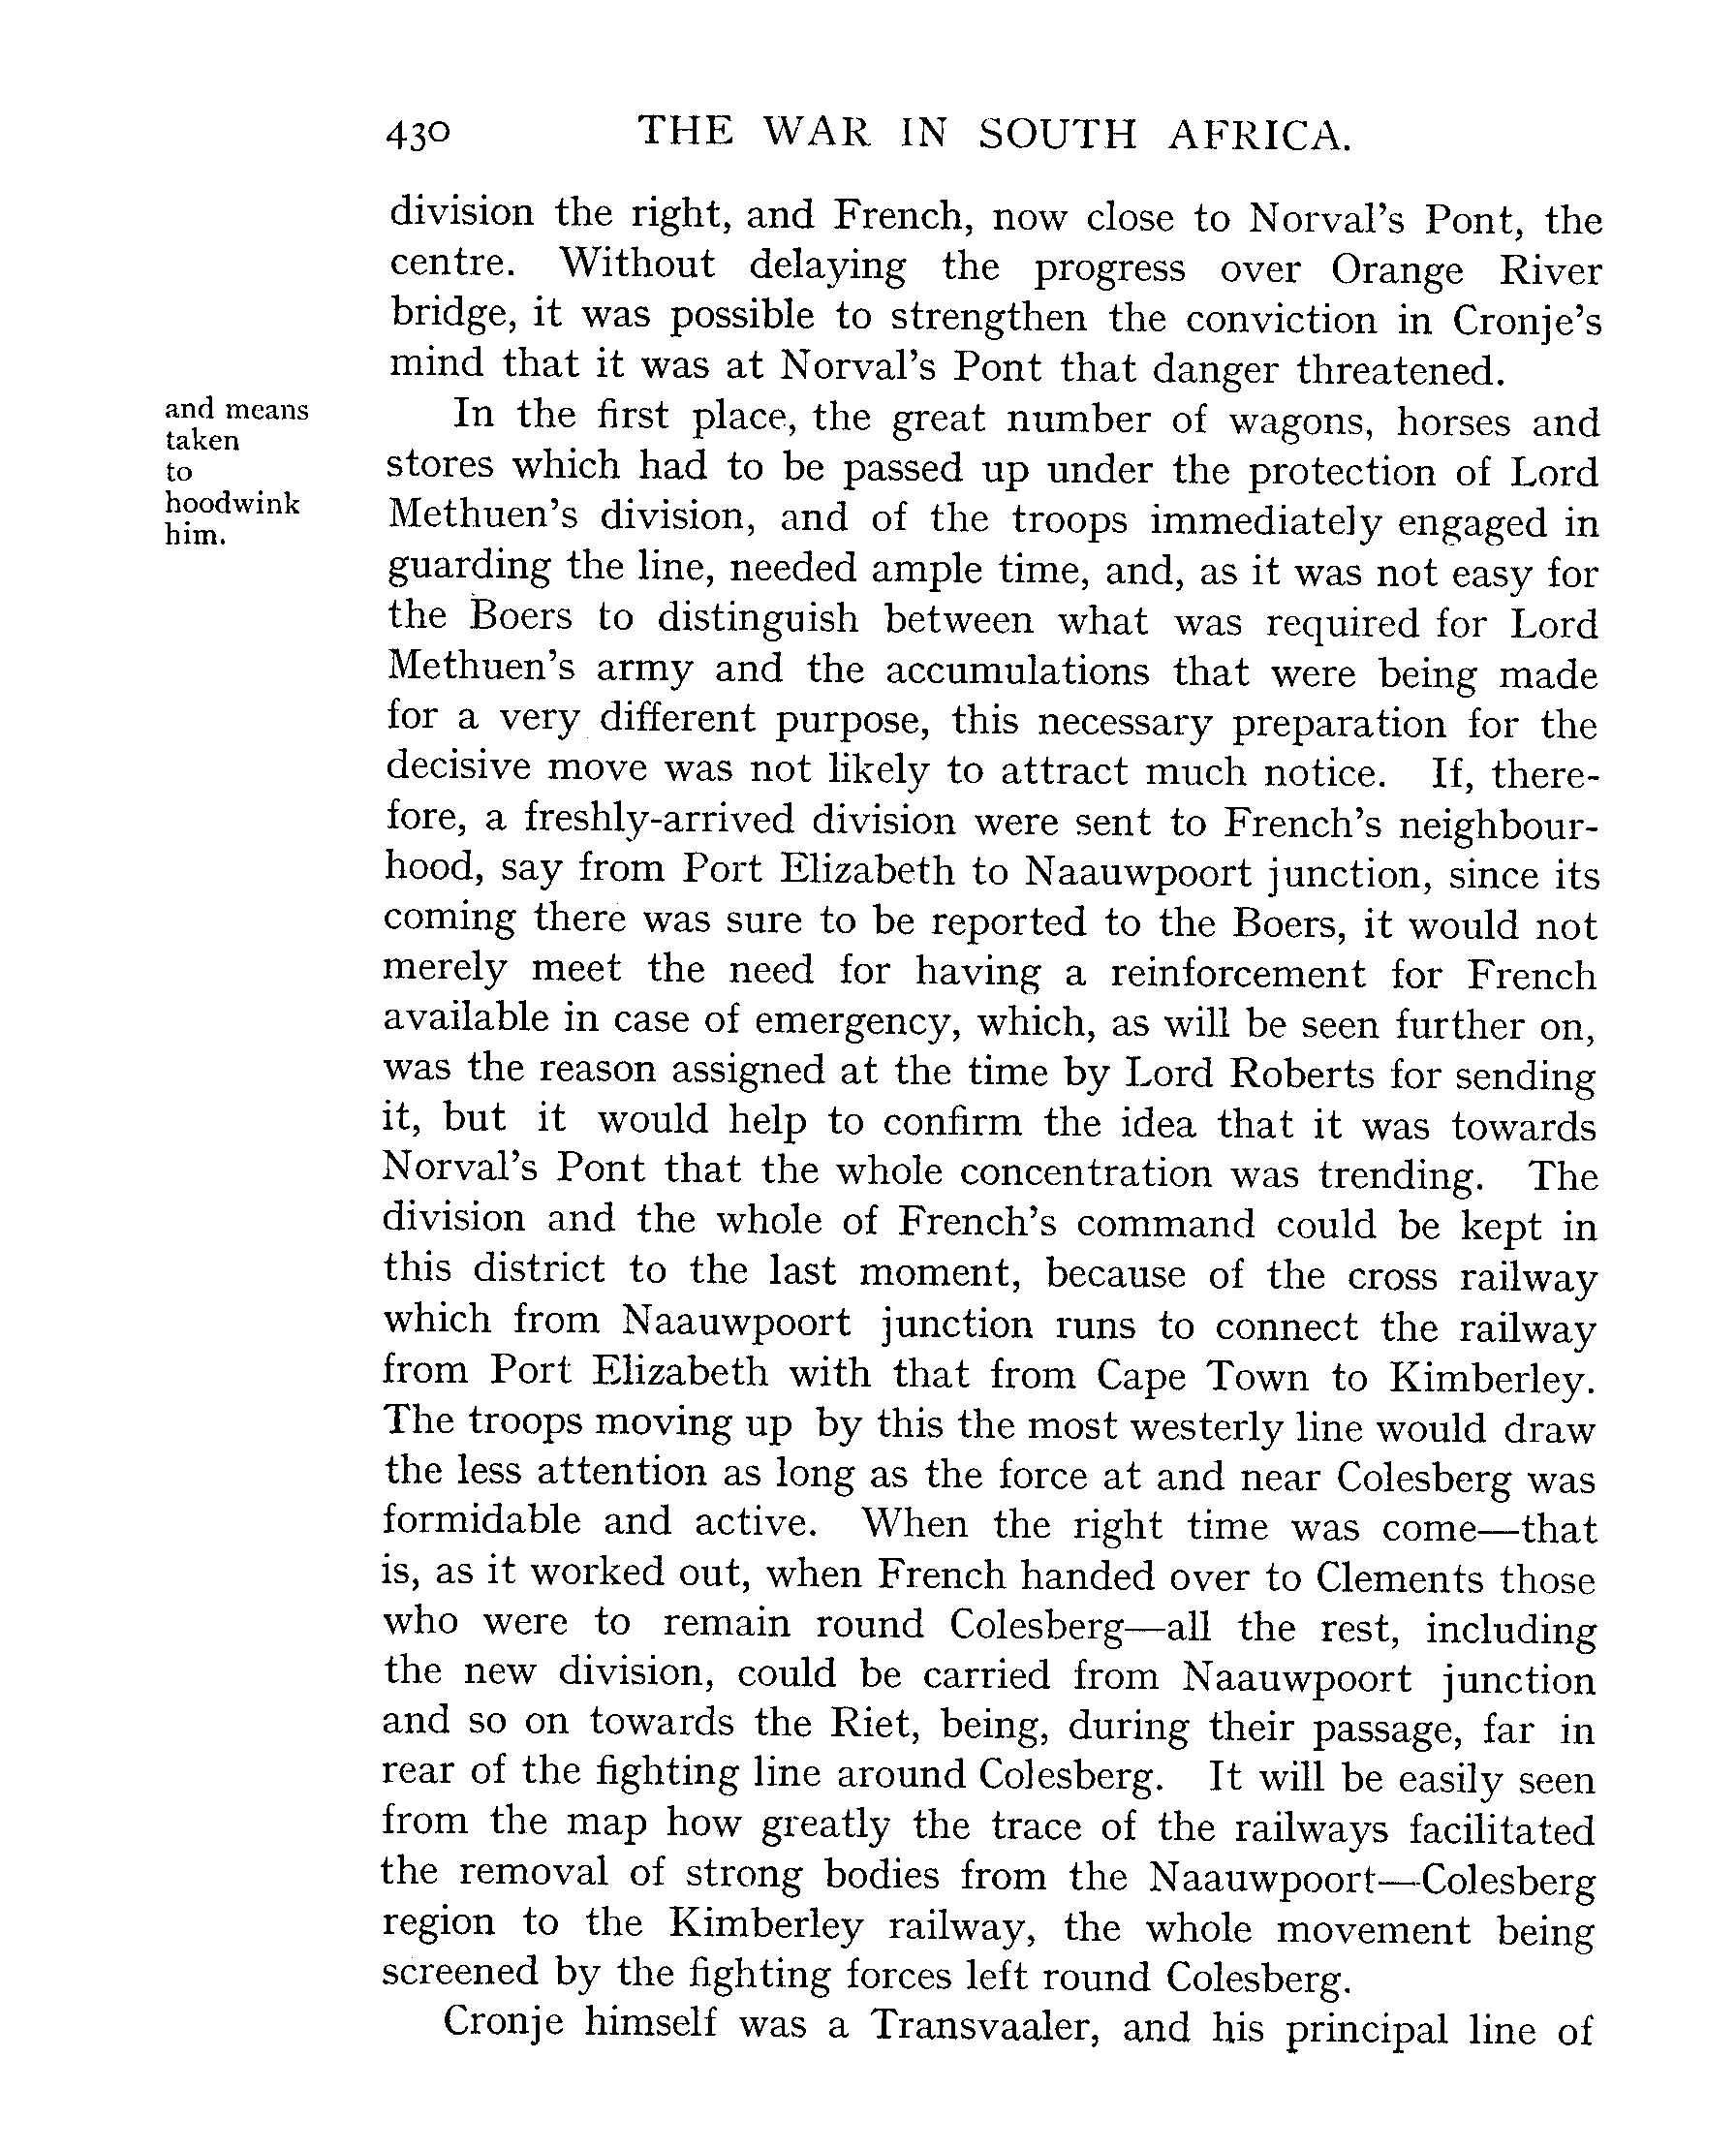 430 THE WAR IN SOUTH AFRICA.
division the right, and French, now close to Norval's Pont, the
centre. Without delaying the progress over Orange River
bridge, it was possible to strengthen the conviction in Cronje's
mind that it was at Norval's Pont that danger threatened.
and means
taken
to
hoodwink
him.
In the first place, the great number of wagons, horses and
stores which had to be passed up under the protection of Lord
Methuen's division, and of the troops immediately engaged in
guarding the line, needed ample time, and, as it was not easy for
the Boers to distinguish between what was required for Lord
Methuen's army and the accumulations that were being made
for a very different purpose, this necessary preparation for the
decisive move was not likely to attract much notice. If, there-
fore, a freshly-arrived division were sent to French's neighbour-
hood, say from Port Elizabeth to Naauwpoort junction, since its
coming there was sure to be reported to the Boers, it would not
merely meet the need for having a reinforcement for French
available in case of emergency, which, as will be seen further on,
was the reason assigned at the time by Lord Roberts for sending
it, but it would help to confirm the idea that it was towards
Norval's Pont that the whole concentration was trending. The
division and the whole of French's command could be kept in
this district to the last moment, because of the cross railway
which from Naauwpoort junction runs to connect the railway
from Port Elizabeth with that from Cape Town to Kimberley.
The troops moving up by this the most westerly line would draw
the less attention as long as the force at and near Colesberg was
formidable and active. When the right time was come—that
is, as it worked out, when French handed over to Clements those
who were to remain round Colesberg—all the rest, including
the new division, could be carried from Naauwpoort junction
and so on towards the Riet, being, during their passage, far in
rear of the fighting line around Colesberg. It will be easily seen
from the map how greatly the trace of the railways facilitated
the removal of strong bodies from the Naauwpoort—Colesberg
region to the Kimberley railway, the whole movement being
screened by the fighting forces left round Colesberg.
Cronje himself was a Transvaaler, and his principal line of